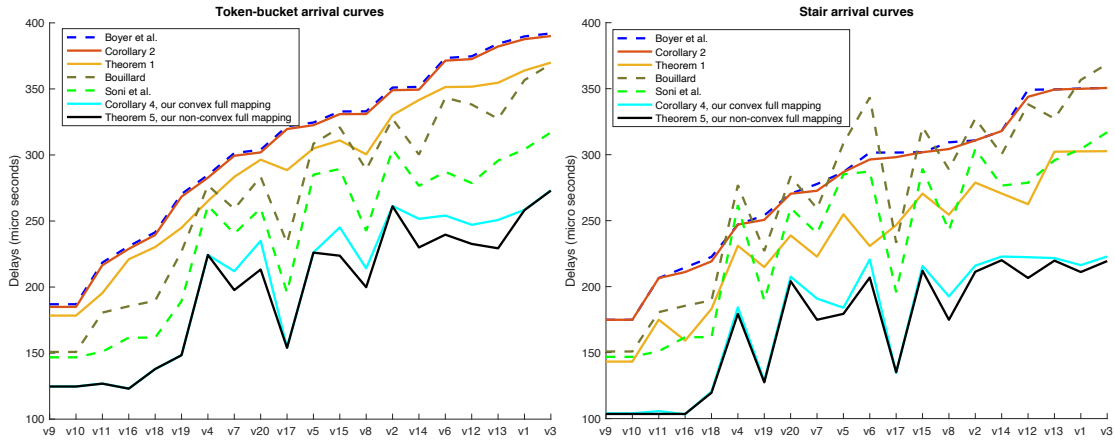 Token-bucket arrival curves
Delays (micro seconds)
400
350
300
250
200
150
100
Boyer et al.
Corollary 2
Theorem 1
Bouillard
Soni et al.
Corollary 4, our convex full mapping
Theorem 5, our non-convex full mapping
v9 v10 v11 v16 v18 v19 v4 v7 v20 v17 v5 v15 v8 v2 v14 v6 v12 v13 v1 v3
Stair arrival curves
Delays (micro seconds)
400
350
300
250
200
150
100
Boyer et al.
Corollary 2
Theorem 1
Bouillard
Soni et al.
Corollary 4, our convex full mapping
Theorem 5, our non-convex full mapping
v9 v10 v11 v16 v18 v4 v19 v20 v7 v5 v6 v17 v15 v8 v2 v14 v12 v13 v1 v3